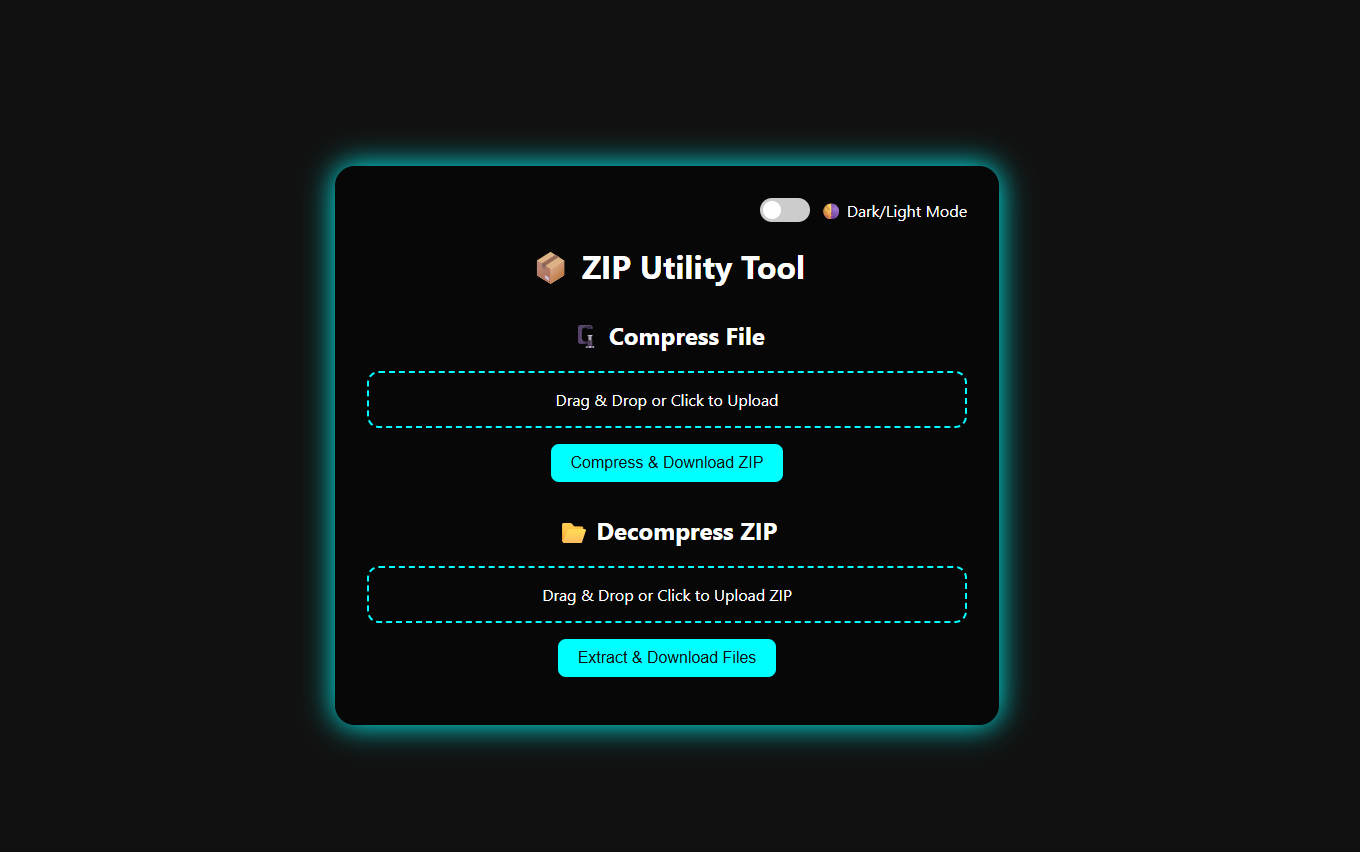 Dark/Light Mode
ZIP Utility Tool
Compress File
Drag & Drop or Click to Upload
Compress & Download ZIP
Decompress ZIP
Drag & Drop or Click to Upload ZIP
Extract & Download Files